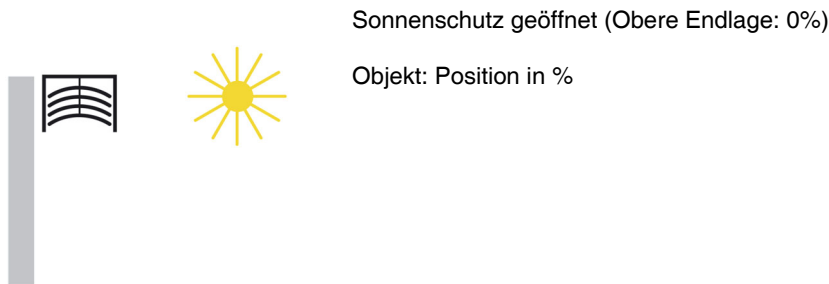 Sonnenschutz geöffnet (Obere Endlage: 0%)
Objekt: Position in %